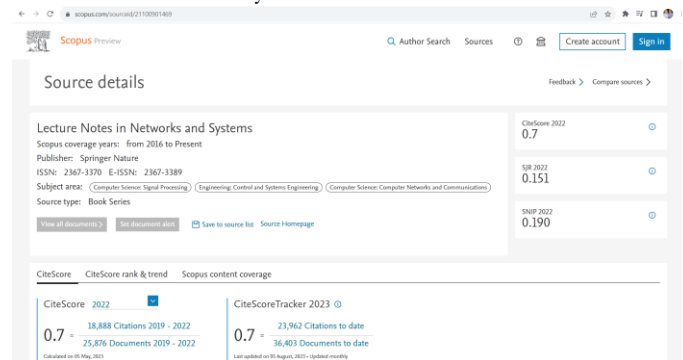 scopus.com/sourceid/21100901469
Scopus Preview
Author Search Sources Create account Sign in
Source details
Feedback Compare sources
Lecture Notes in Networks and Systems
Scopus coverage years: from 2016 to Present
Publisher: Springer Nature
ISSN: 2367-3370 E-ISSN: 2367-3389
Subject area: Computer Science: Signal Processing Engineering: Control and Systems Engineering Computer Science: Computer Networks and Communications
Source type: Book Series
View all documents Set document alert Save to source list Source Homepage
CiteScore 2022
0.7
SJR 2022
0.151
SNIP 2022
0.190
CiteScore CiteScore rank & trend Scopus content coverage
CiteScore 2022
0.7 =
18,888 Citations 2019 - 2022
25,876 Documents 2019 - 2022
Calculated on 05 May, 2023
CiteScoreTracker 2023
0.7 =
23,962 Citations to date
36,403 Documents to date
Last updated on 05 August, 2023 • Updated monthly